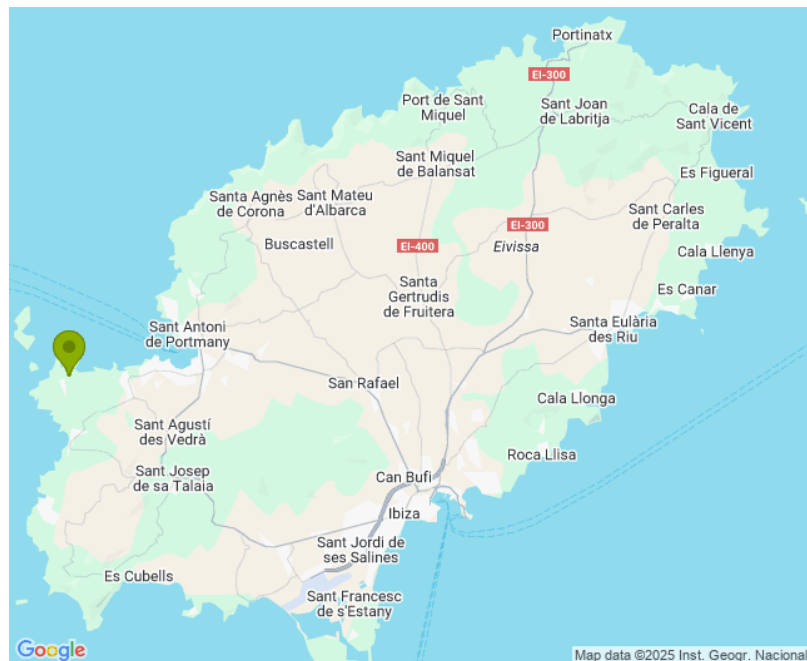 Portinatx
EI-300
Port de Sant
Miquel
Sant Joan
de Labritja
Cala de
Sant Vicent
Sant Miquel
de Balansat
Es Figueral
Santa Agnès
de Corona
Sant Mateu
d'Albarca
Sant Carles
de Peralta
EI-300
Buscastell
EI-400
Eivissa
Cala Llenya
Santa
Gertrudis
de Fruitera
Es Canar
Sant Antoni
de Portmany
Santa Eulària
des Riu
San Rafael
Cala Llonga
Sant Agustí
des Vedrà
Roca Llisa
Sant Josep
de sa Talaia
Can Bufi
Ibiza
Sant Jordi de
ses Salines
Es Cubells
Sant Francesc
de s'Estany
Google
Map data ©2025 Inst. Geogr. Nacional